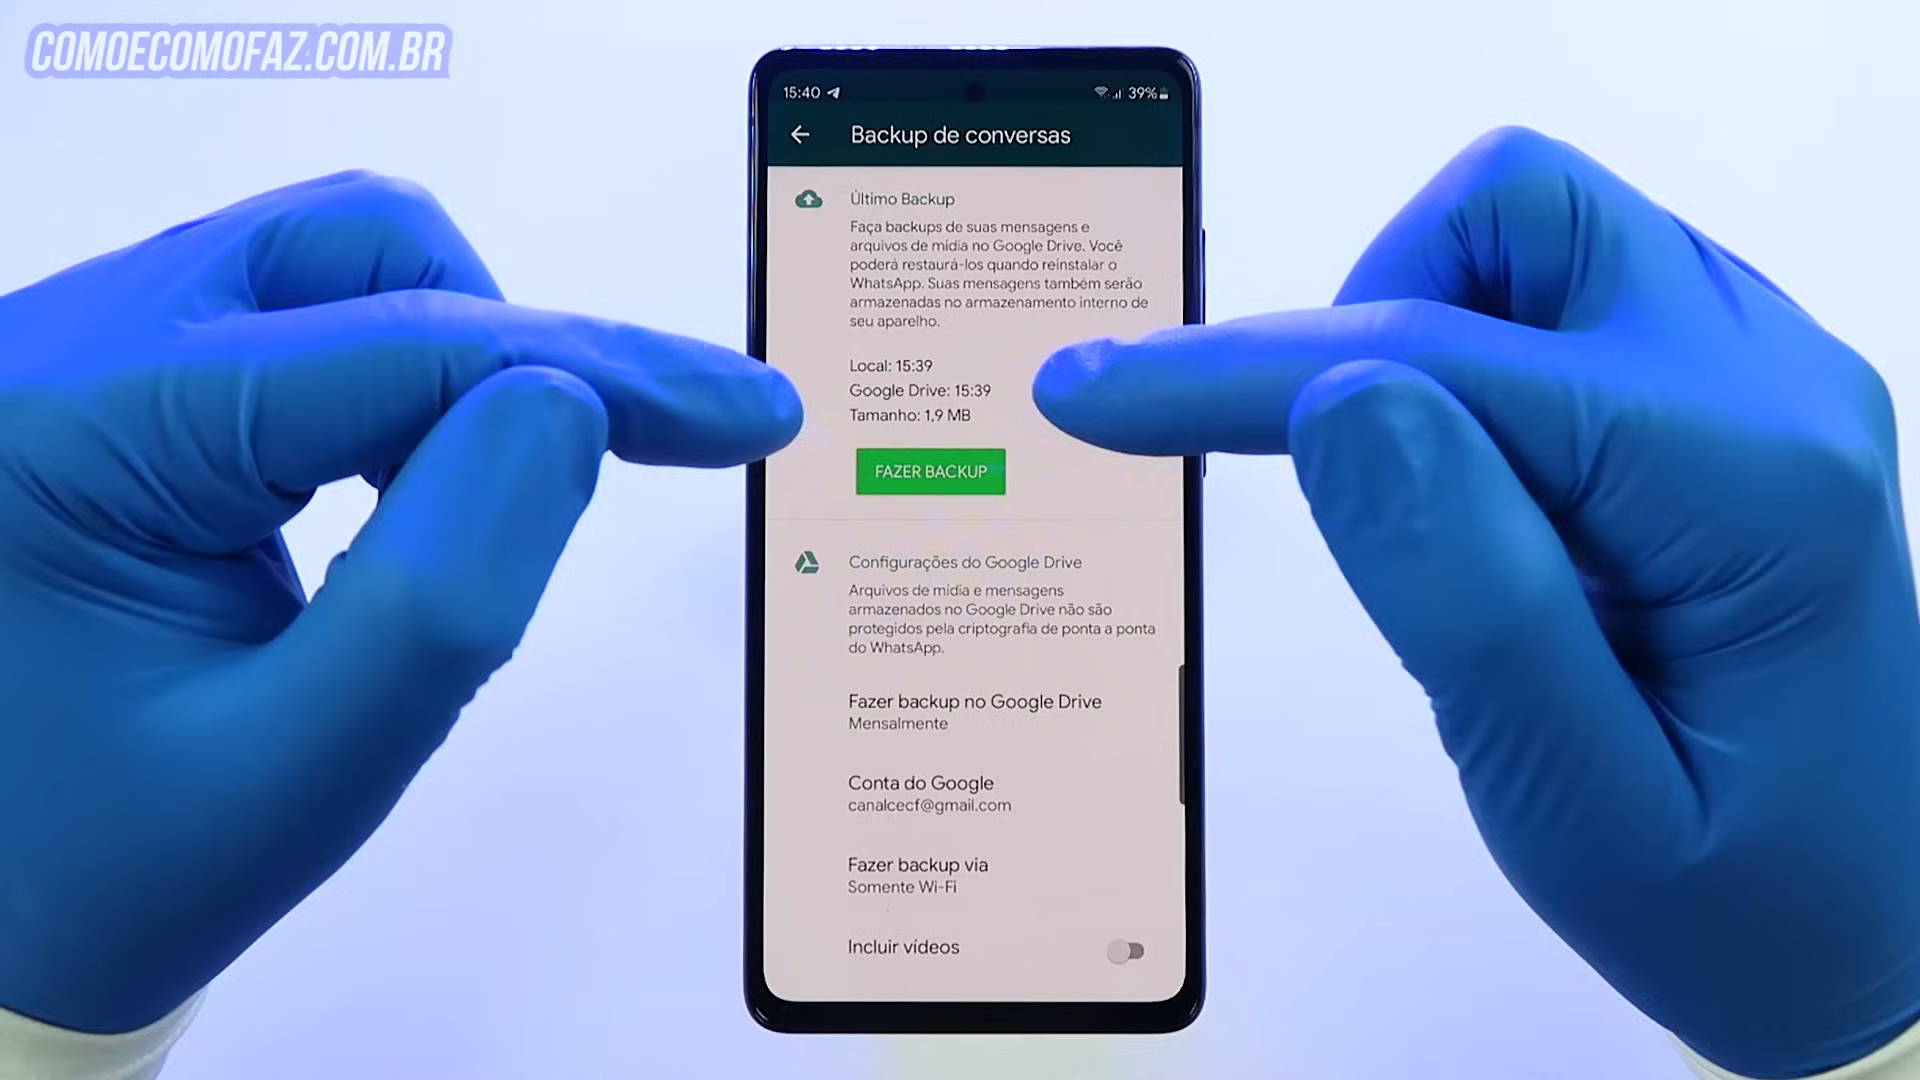 COMOECOMOFAZ.COM.BR
15:40
39%
Backup de conversas
Último Backup
Faça backups de suas mensagens e
arquivos de mídia no Google Drive. Você
poderá restaurá-los quando reinstalar o
WhatsApp. Suas mensagens também serão
armazenadas no armazenamento interno de
seu aparelho.
Local: 15:39
Google Drive: 15:39
Tamanho: 1,9 MB
FAZER BACKUP
Configurações do Google Drive
Arquivos de mídia e mensagens
armazenados no Google Drive não são
protegidos pela criptografia de ponta a ponta
do WhatsApp.
Fazer backup no Google Drive
Mensalmente
Conta do Google
canalcecf@gmail.com
Fazer backup via
Somente Wi-Fi
Incluir vídeos